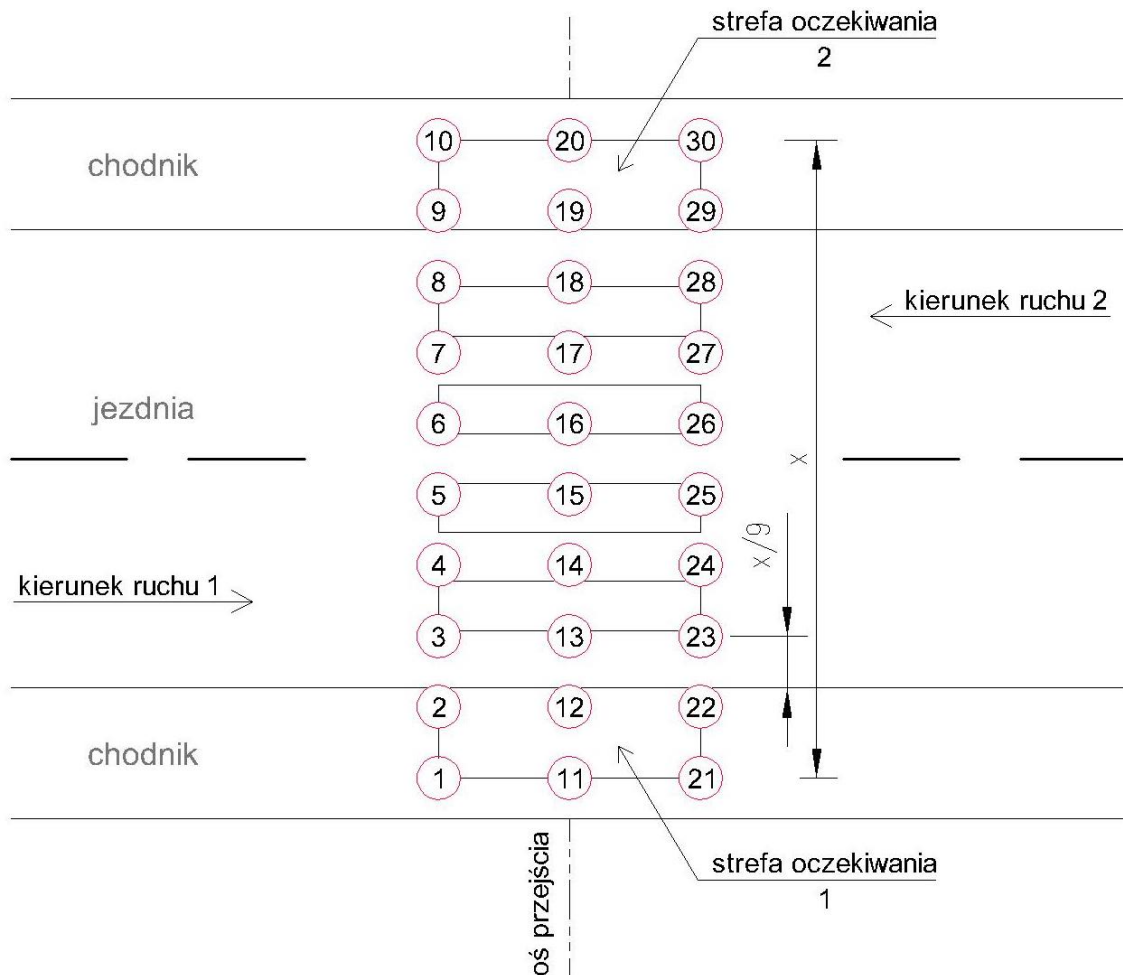 strefa oczekiwania
2
10 20 30
chodnik
9 19 29
8 18 28
kierunek ruchu 2
7 17 27
jezdnia
6 16 26
x
5 15 25
x/9
4 14 24
kierunek ruchu 1
3 13 23
2 12 22
chodnik
1 11 21
strefa oczekiwania
1
oś przejścia